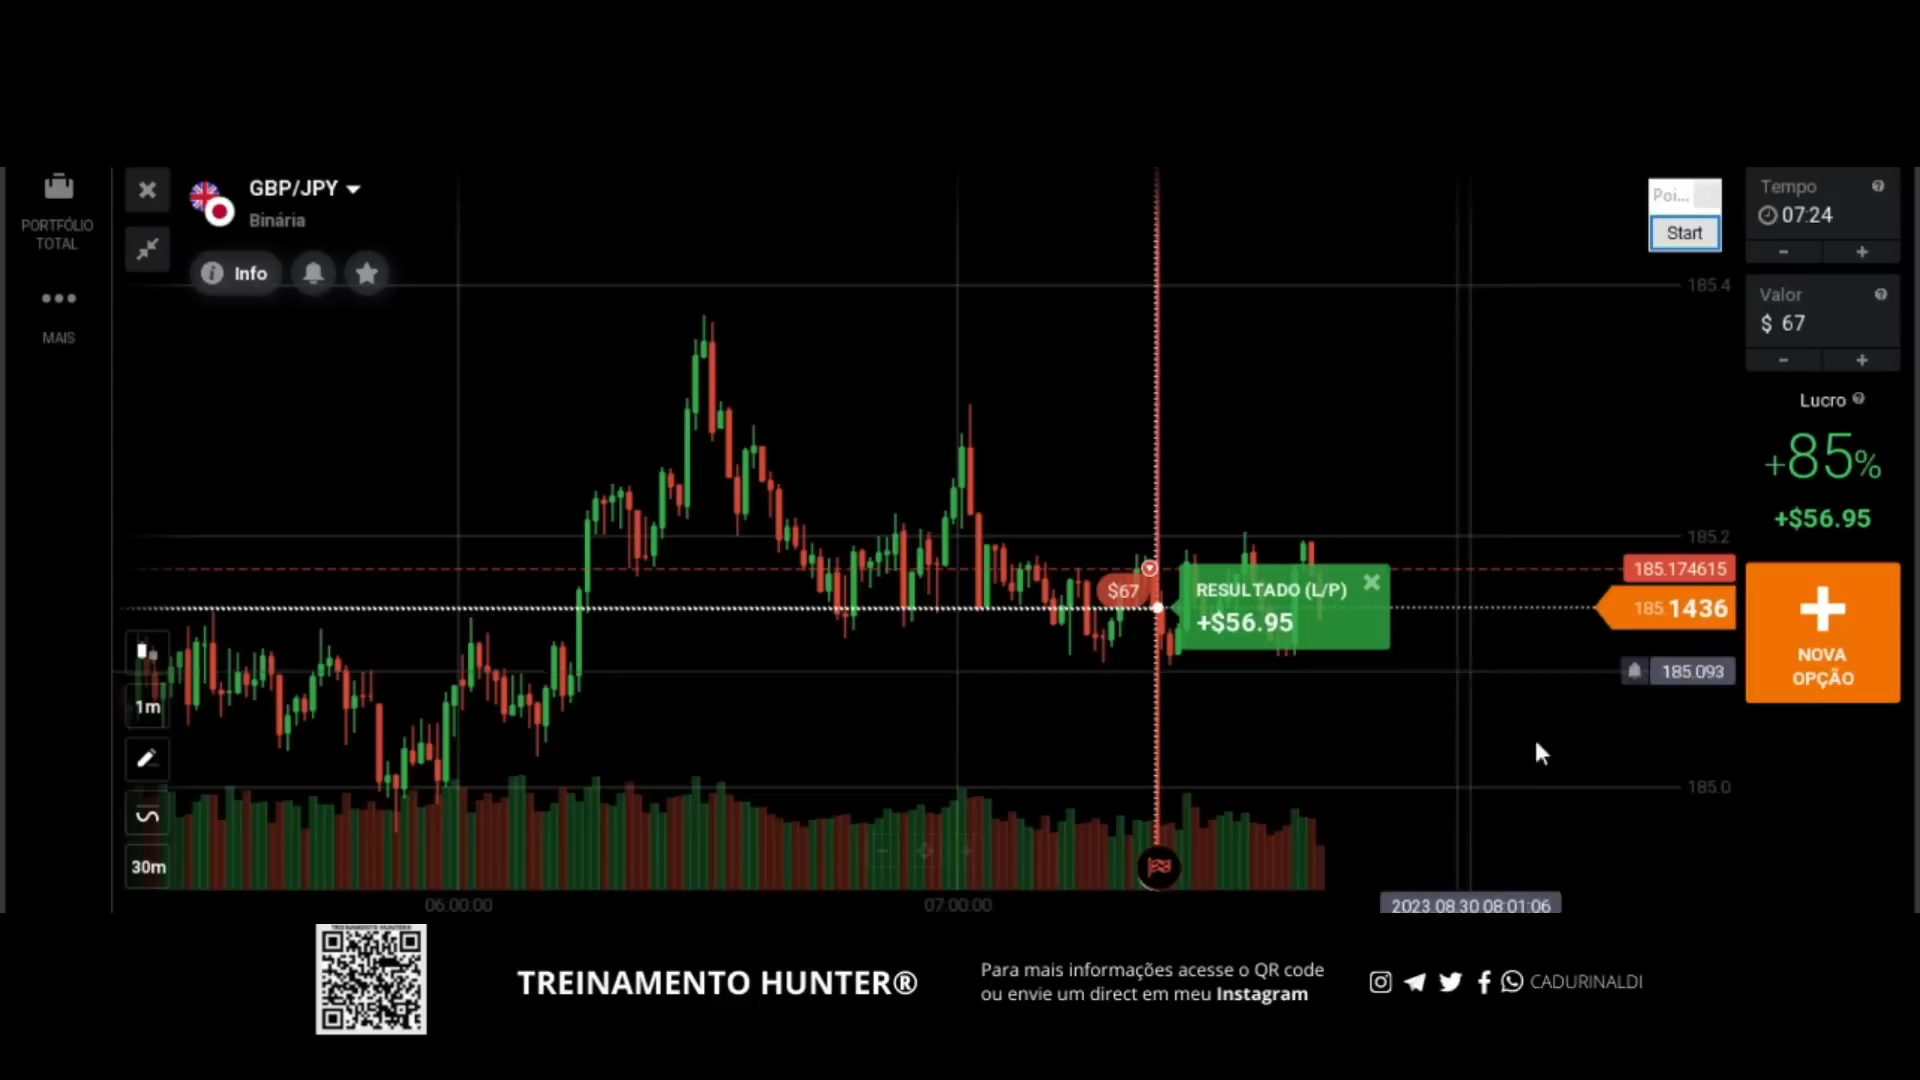 PORTFÓLIO
TOTAL
MAIS
GBP/JPY
Binária
Info
1m
30m
Poi...
Start
Tempo
07:24
- +
Valor
$ 67
- +
Lucro
+85%
+$56.95
NOVA
OPÇÃO
185.4
185.2
185.174615
185.1436
185.093
185.0
$67
RESULTADO (L/P)
+$56.95
06:00:00
07:00:00
2023.08.30 08:01:06
TREINAMENTO HUNTER®
Para mais informações acesse o QR code
ou envie um direct em meu Instagram
CADURINALDI